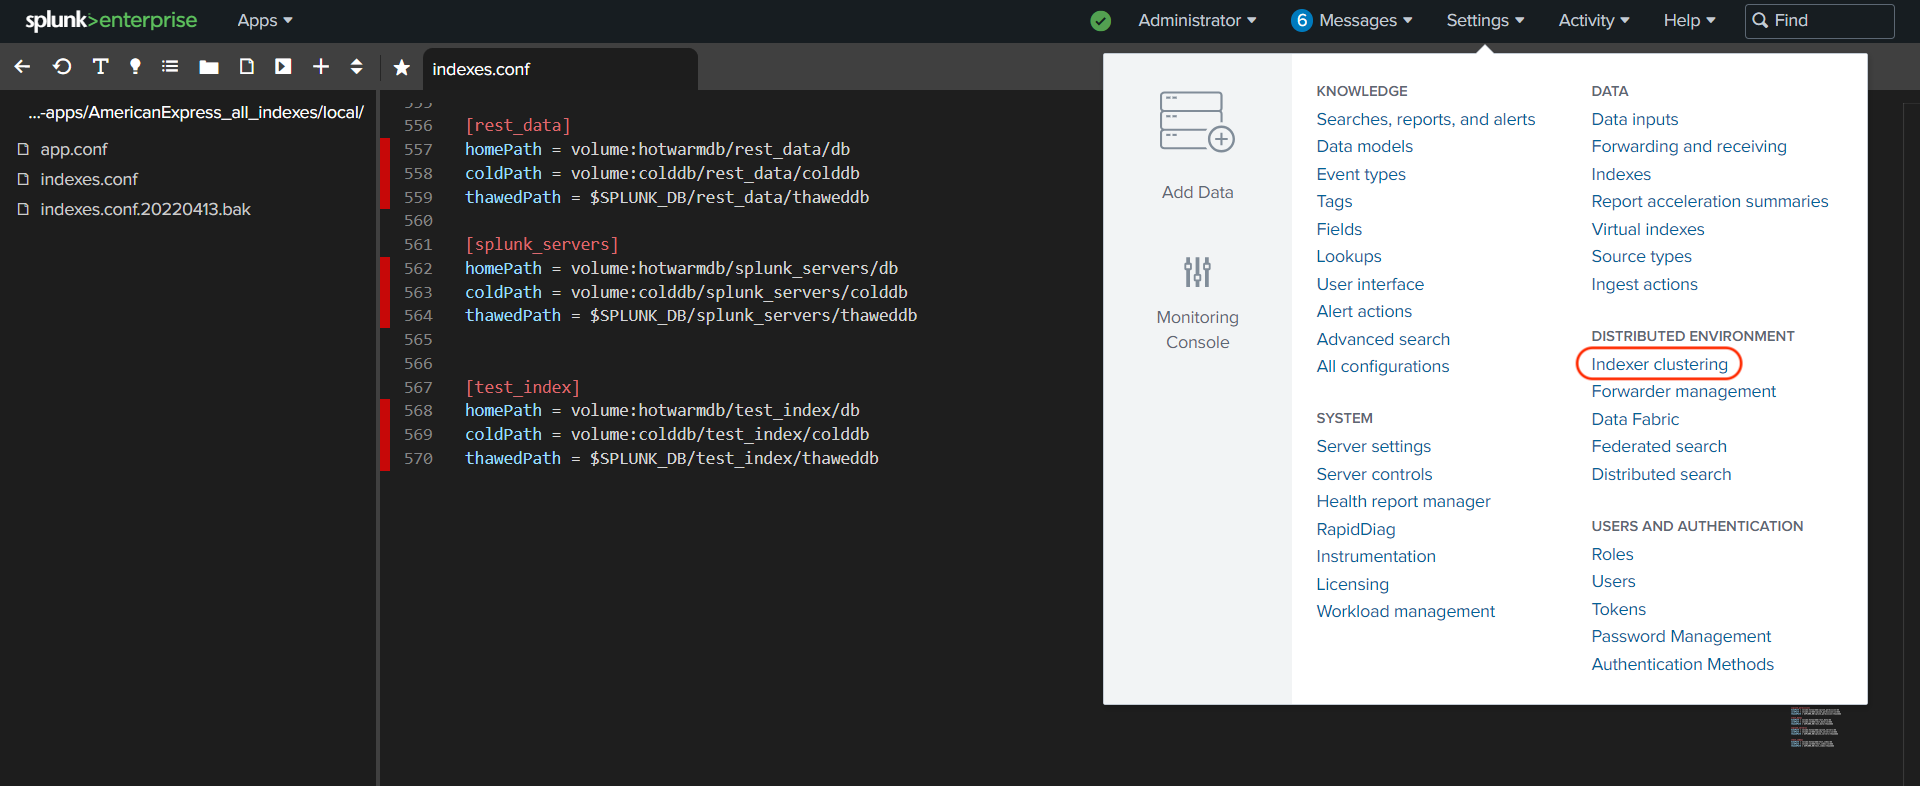 splunk>enterprise Apps Administrator 6 Messages Settings Activity Help Find
indexes.conf
...-apps/AmericanExpress_all_indexes/local/
app.conf
indexes.conf
indexes.conf.20220413.bak
556 [rest_data]
557 homePath = volume:hotwarmdb/rest_data/db
558 coldPath = volume:colddb/rest_data/colddb
559 thawedPath = $SPLUNK_DB/rest_data/thaweddb
560
561 [splunk_servers]
562 homePath = volume:hotwarmdb/splunk_servers/db
563 coldPath = volume:colddb/splunk_servers/colddb
564 thawedPath = $SPLUNK_DB/splunk_servers/thaweddb
565
566
567 [test_index]
568 homePath = volume:hotwarmdb/test_index/db
569 coldPath = volume:colddb/test_index/colddb
570 thawedPath = $SPLUNK_DB/test_index/thaweddb
Add Data
Monitoring
Console
KNOWLEDGE
Searches, reports, and alerts
Data models
Event types
Tags
Fields
Lookups
User interface
Alert actions
Advanced search
All configurations
SYSTEM
Server settings
Server controls
Health report manager
RapidDiag
Instrumentation
Licensing
Workload management
DATA
Data inputs
Forwarding and receiving
Indexes
Report acceleration summaries
Virtual indexes
Source types
Ingest actions
DISTRIBUTED ENVIRONMENT
Indexer clustering
Forwarder management
Data Fabric
Federated search
Distributed search
USERS AND AUTHENTICATION
Roles
Users
Tokens
Password Management
Authentication Methods